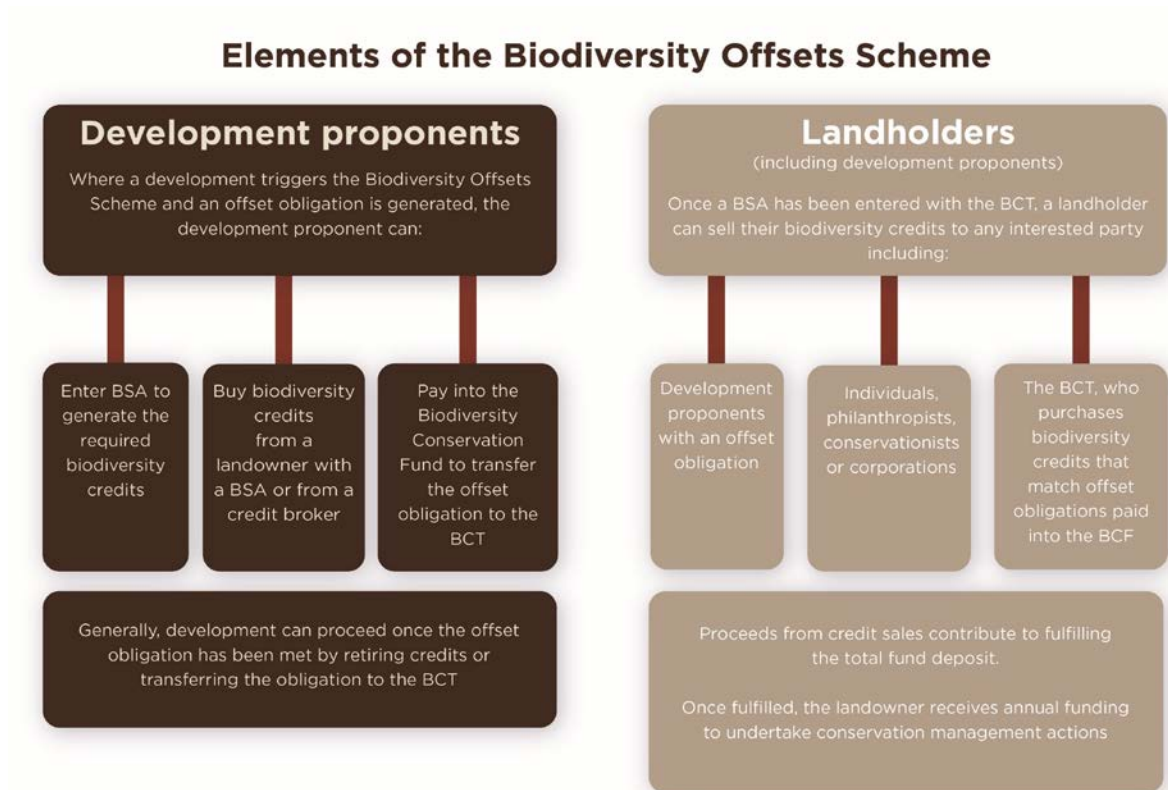 Elements of the Biodiversity Offsets Scheme
Development proponents
Where a development triggers the Biodiversity Offsets
Scheme and an offset obligation is generated, the
development proponent can:
Enter BSA to
generate the
required
biodiversity
credits
Buy biodiversity
credits
from a
landowner with
a BSA or from a
credit broker
Pay into the
Biodiversity
Conservation
Fund to transfer
the offset
obligation to the
BCT
Generally, development can proceed once the offset
obligation has been met by retiring credits or
transferring the obligation to the BCT
Landholders
(including development proponents)
Once a BSA has been entered with the BCT, a landholder
can sell their biodiversity credits to any interested party
including:
Development
proponents
with an offset
obligation
Individuals,
philanthropists,
conservationists
or corporations
The BCT, who
purchases
biodiversity
credits that
match offset
obligations paid
into the BCF
Proceeds from credit sales contribute to fulfilling
the total fund deposit.
Once fulfilled, the landowner receives annual funding
to undertake conservation management actions